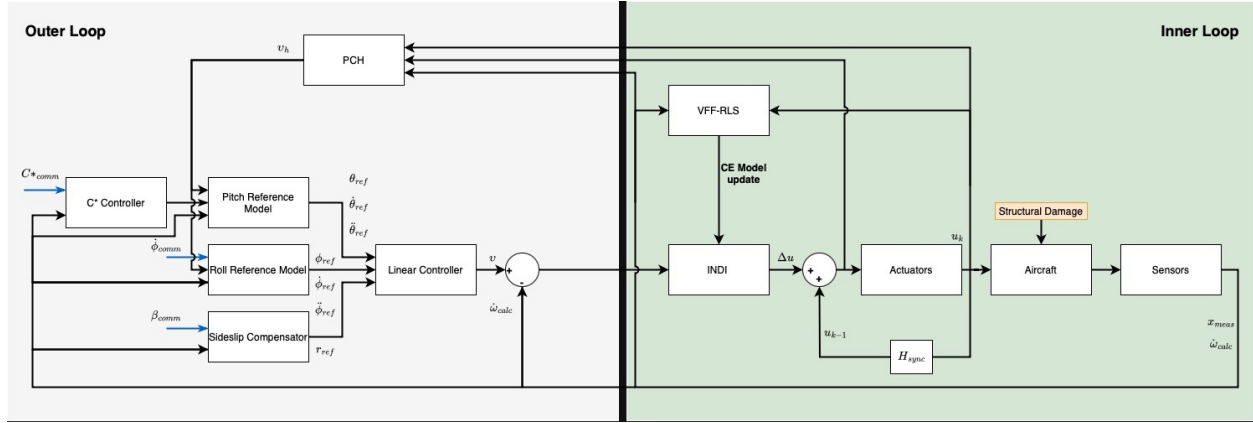 Outer Loop
Inner Loop
υ_h
PCH
VFF-RLS
CE Model
update
C*_comm
C* Controller
Pitch Reference
Model
θ_ref
θ̇_ref
θ̈_ref
Structural Damage
φ̇_comm
Roll Reference Model
φ_ref
φ̇_ref
φ̈_ref
Linear Controller
υ
+
-
ω̇_calc
INDI
Δu
+
+
Actuators
u_k
Aircraft
Sensors
β_comm
Sideslip Compensator
r_ref
u_{k−1}
H_sync
x_meas
ω̇_calc